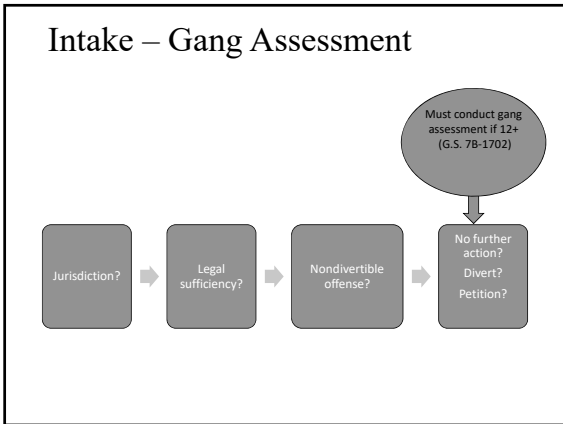 Intake – Gang Assessment
Must conduct gang
assessment if 12+
(G.S. 7B-1702)
Jurisdiction?
Legal
sufficiency?
Nondivertible
offense?
No further
action?
Divert?
Petition?